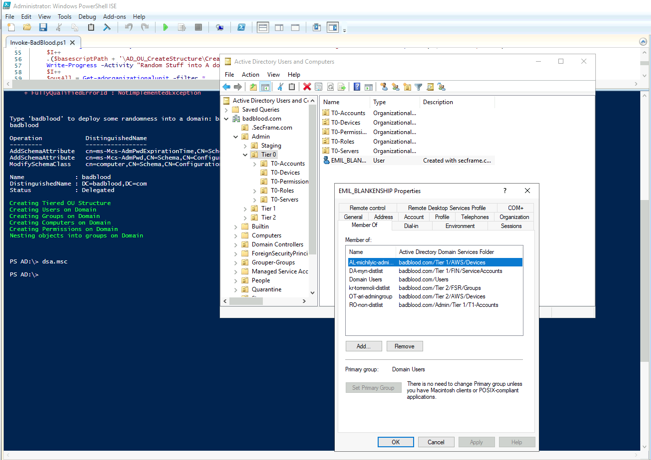 Administrator: Windows PowerShell ISE
File Edit View Tools Debug Add-ons Help
Invoke-BadBlood.ps1 X
55 $I++
56 .($basescriptPath + '\AD_OU_CreateStructure\Crea
57 Write-Progress -Activity "Random Stuff into A do
58 $I++
59 $ousAll = Get-adorganizationalunit -filter *
+ FullyQualifiedErrorId : NotImplementedException
Type 'badblood' to deploy some randomness into a domain: b
badblood
Operation DistinguishedName
AddSchemaAttribute cn=ms-Mcs-AdmPwdExpirationTime,CN=Sch
AddSchemaAttribute cn=ms-Mcs-AdmPwd,CN=Schema,CN=Configu
ModifySchemaClass cn=computer,CN=Schema,CN=Configuration
Name : badblood
DistinguishedName : DC=badblood,DC=com
Status : Delegated
Creating Tiered OU Structure
Creating Users on Domain
Creating Groups on Domain
Creating Computers on Domain
Creating Permissions on Domain
Nesting objects into groups on Domain
PS AD:\> dsa.msc
PS AD:\>
Active Directory Users and Computers
File Action View Help
Active Directory Users and C
Saved Queries
badblood.com
.SecFrame.com
Admin
Staging
Tier 0
T0-Accounts
T0-Devices
T0-Permission
T0-Roles
T0-Servers
Tier 1
Tier 2
Builtin
Computers
Domain Controllers
ForeignSecurityPrinci
Grouper-Groups
Managed Service Acc
People
Quarantine
Name Type Description
T0-Accounts Organizational...
T0-Devices Organizational...
T0-Permissi... Organizational...
T0-Roles Organizational...
T0-Servers Organizational...
EMIL_BLAN... User Created with secframe.c...
EMIL_BLANKENSHIP Properties ? X
Remote control Remote Desktop Services Profile COM+
General Address Account Profile Telephones Organization
Member Of Dial-in Environment Sessions
Member of:
Name Active Directory Domain Services Folder
AL-michilyic-admi... badblood.com/Tier 1/AWS/Devices
DA-myn-distlist badblood.com/Tier 1/FIN/ServiceAccounts
Domain Users badblood.com/Users
kr-torremoli-distlist badblood.com/Tier 2/FSR/Groups
OT-ari-admingroup badblood.com/Tier 2/AWS/Devices
RO-non-distlist badblood.com/Admin/Tier 1/T1-Accounts
Add... Remove
Primary group: Domain Users
Set Primary Group There is no need to change Primary group unless
you have Macintosh clients or POSIX-compliant
applications.
OK Cancel Apply Help